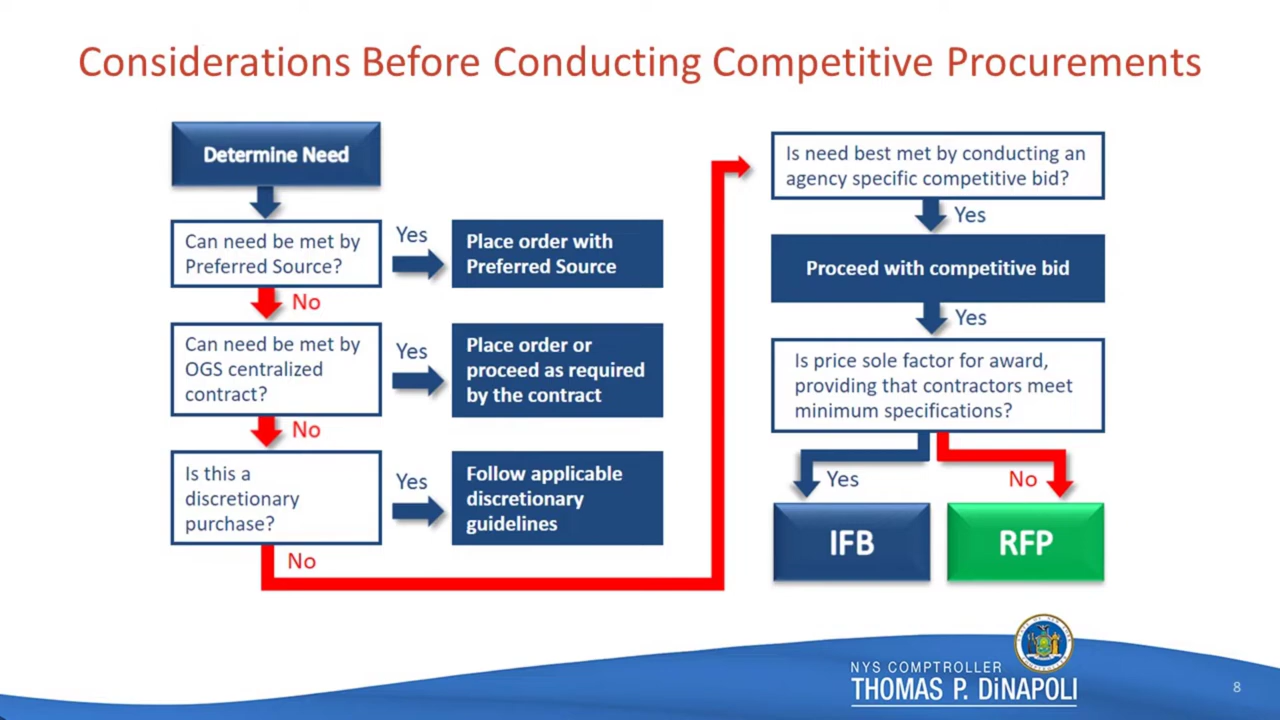 Considerations Before Conducting Competitive Procurements
Determine Need
Can need be met by
Preferred Source?
Yes
Place order with
Preferred Source
No
Can need be met by
OGS centralized
contract?
Yes
Place order or
proceed as required
by the contract
No
Is this a
discretionary
purchase?
Yes
Follow applicable
discretionary
guidelines
No
Is need best met by conducting an
agency specific competitive bid?
Yes
Proceed with competitive bid
Yes
Is price sole factor for award,
providing that contractors meet
minimum specifications?
Yes
No
IFB
RFP
NYS COMPTROLLER
THOMAS P. DiNAPOLI
8